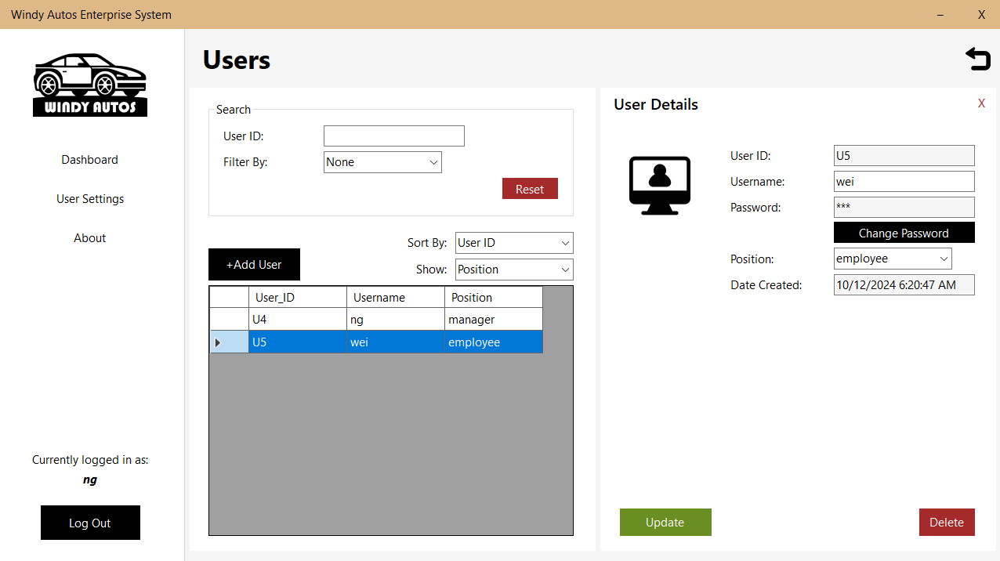 Windy Autos Enterprise System
– X
WINDY AUTOS
Dashboard
User Settings
About
Currently logged in as:
ng
Log Out
Users
Search
User ID:
Filter By: None
Reset
+Add User
Sort By: User ID
Show: Position
User_ID Username Position
U4 ng manager
U5 wei employee
User Details X
User ID: U5
Username: wei
Password: ***
Change Password
Position: employee
Date Created: 10/12/2024 6:20:47 AM
Update Delete